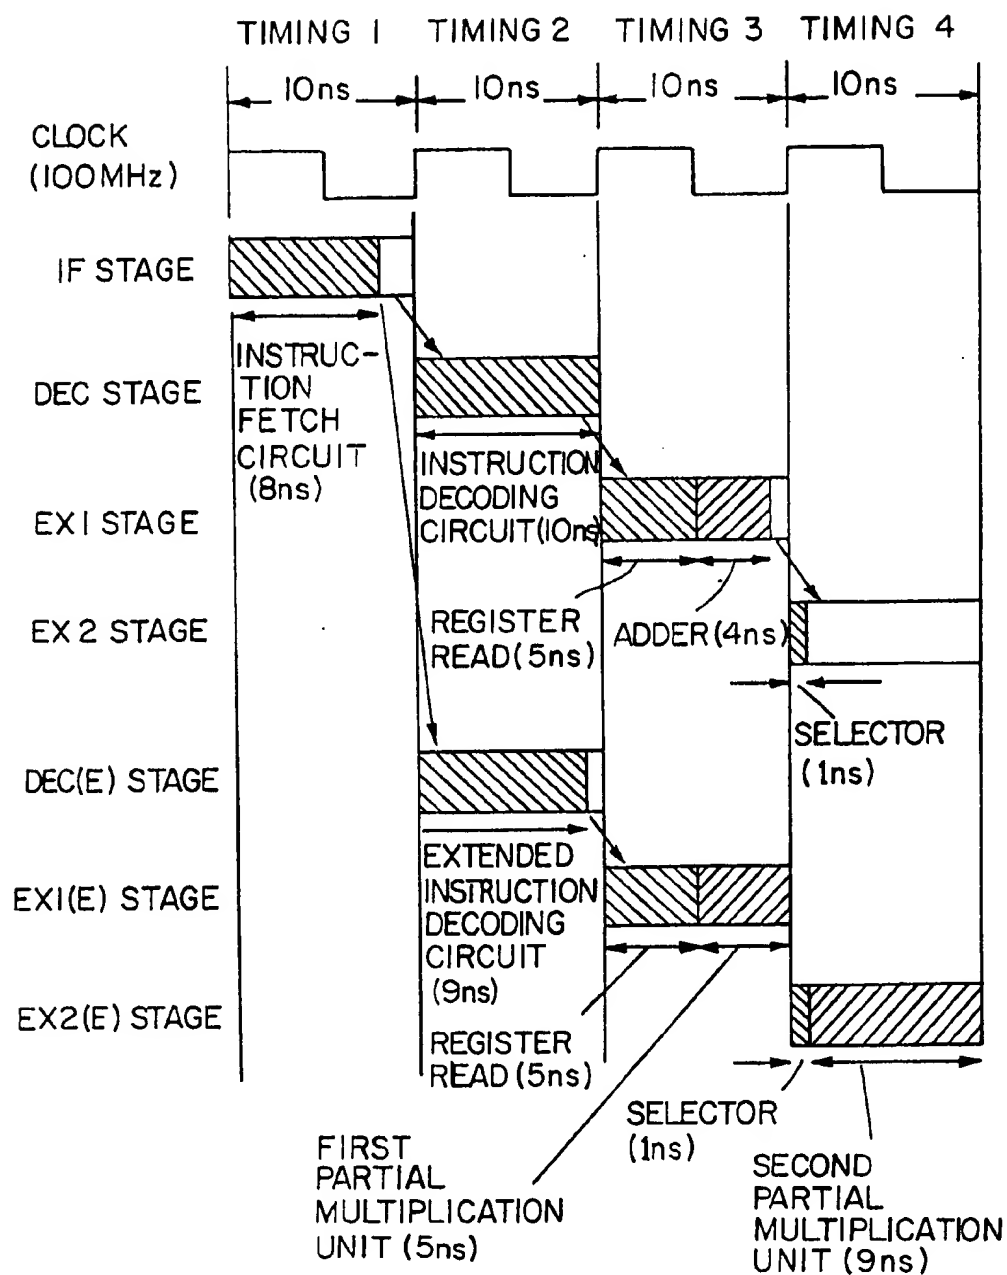 TIMING 1 TIMING 2 TIMING 3 TIMING 4
10ns 10ns 10ns 10ns
CLOCK
(100MHz)
IF STAGE
INSTRUC-
TION
FETCH
CIRCUIT
(8ns)
DEC STAGE
INSTRUCTION
DECODING
CIRCUIT(10ns)
EX1 STAGE
REGISTER
READ(5ns)
ADDER(4ns)
EX2 STAGE
SELECTOR
(1ns)
DEC(E) STAGE
EXTENDED
INSTRUCTION
DECODING
CIRCUIT
(9ns)
EX1(E) STAGE
REGISTER
READ(5ns)
EX2(E) STAGE
SELECTOR
(1ns)
FIRST
PARTIAL
MULTIPLICATION
UNIT(5ns)
SECOND
PARTIAL
MULTIPLICATION
UNIT (9ns)